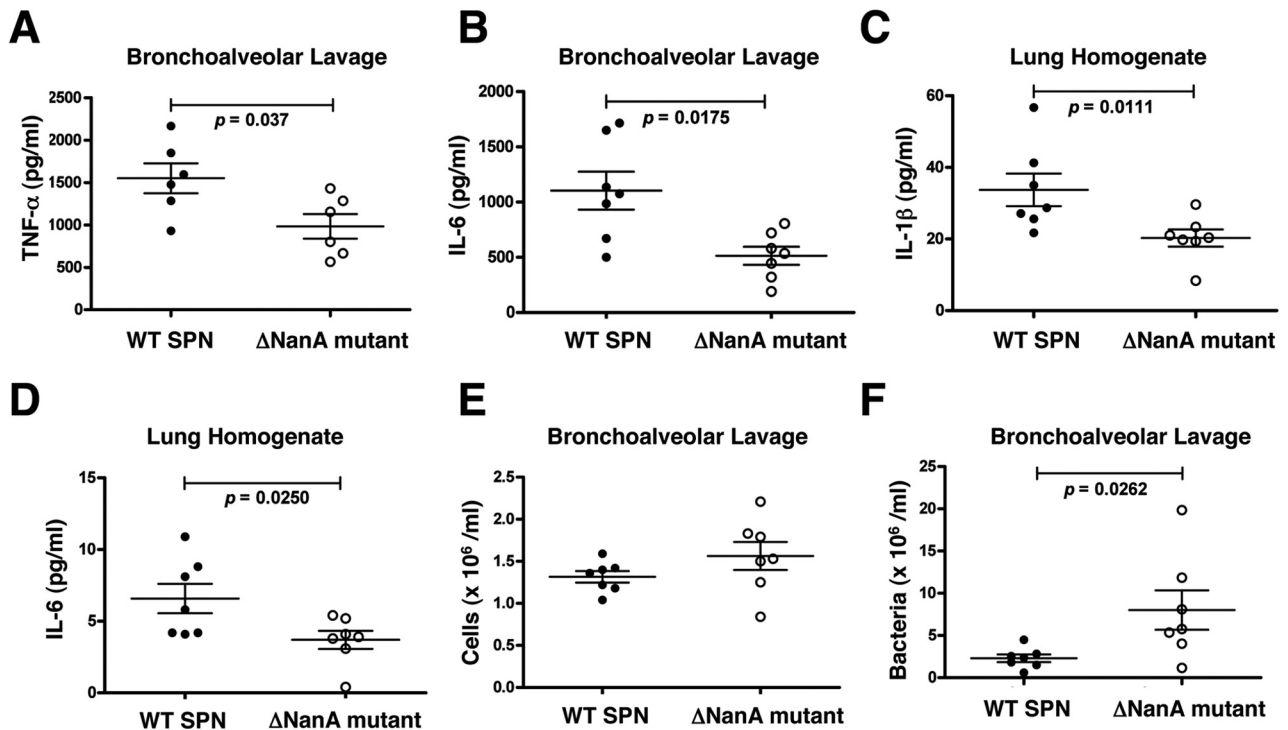 A
Bronchoalveolar Lavage
TNF-α (pg/ml)
2500
2000
1500
1000
500
0
p = 0.037
WT SPN
ΔNanA mutant
B
Bronchoalveolar Lavage
IL-6 (pg/ml)
2000
1500
1000
500
0
p = 0.0175
WT SPN
ΔNanA mutant
C
Lung Homogenate
IL-1β (pg/ml)
60
40
20
0
p = 0.0111
WT SPN
ΔNanA mutant
D
Lung Homogenate
IL-6 (pg/ml)
15
10
5
0
p = 0.0250
WT SPN
ΔNanA mutant
E
Bronchoalveolar Lavage
Cells (x 10⁶ /ml)
2.5
2.0
1.5
1.0
0.5
0.0
WT SPN
ΔNanA mutant
F
Bronchoalveolar Lavage
Bacteria (x 10⁶ /ml)
25
20
15
10
5
0
p = 0.0262
WT SPN
ΔNanA mutant